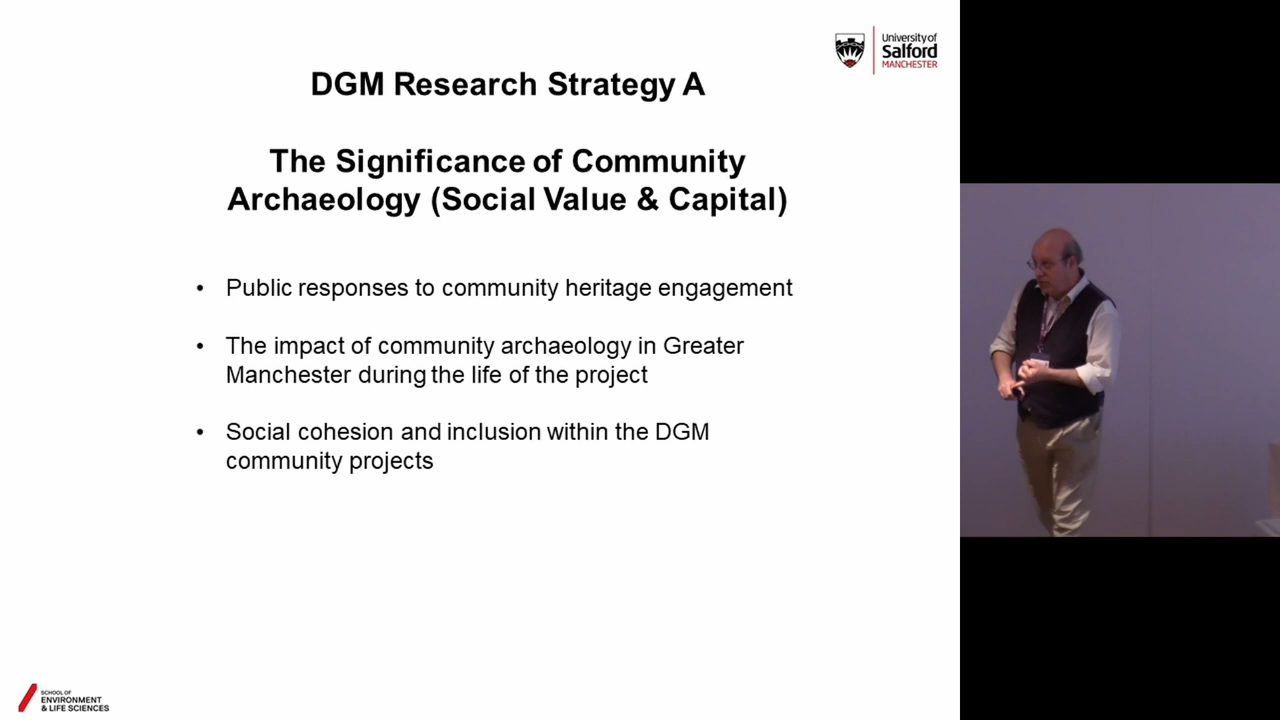 University of
Salford
MANCHESTER
DGM Research Strategy A
The Significance of Community
Archaeology (Social Value & Capital)
• Public responses to community heritage engagement
• The impact of community archaeology in Greater
Manchester during the life of the project
• Social cohesion and inclusion within the DGM
community projects
SCHOOL OF
ENVIRONMENT
& LIFE SCIENCES